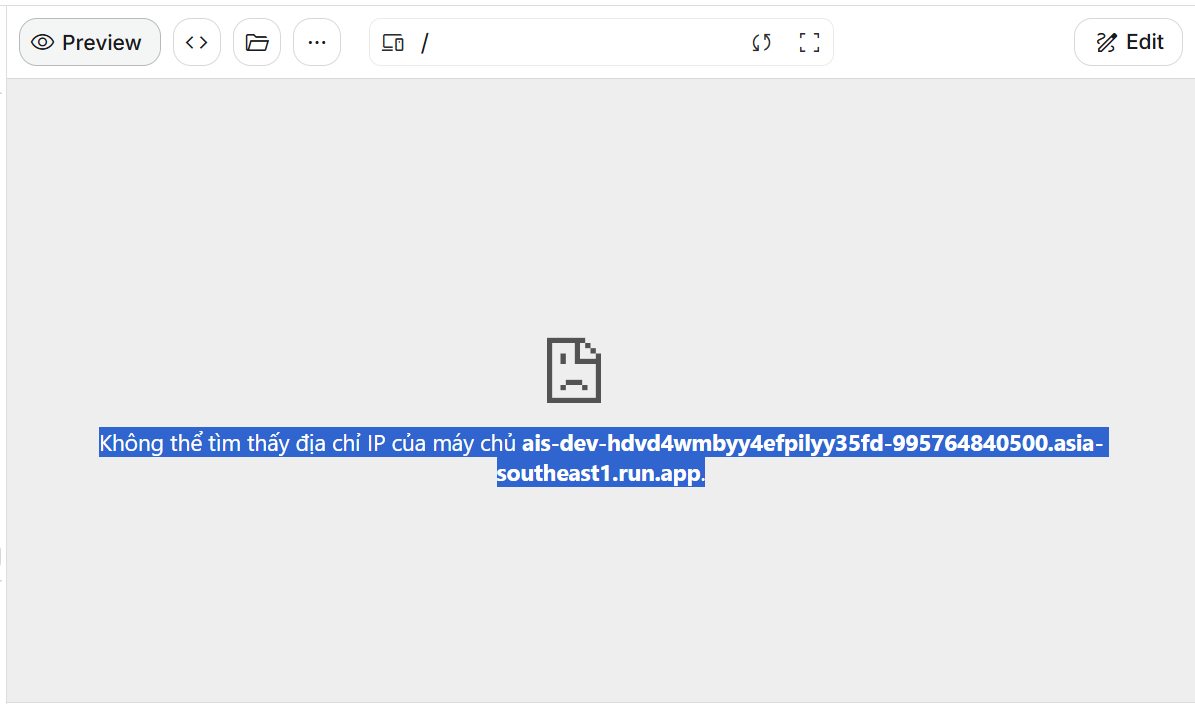 Preview
/
Edit
Không thể tìm thấy địa chỉ IP của máy chủ ais-dev-hdvd4wmbyy4efpilyy35fd-995764840500.asia-
southeast1.run.app.